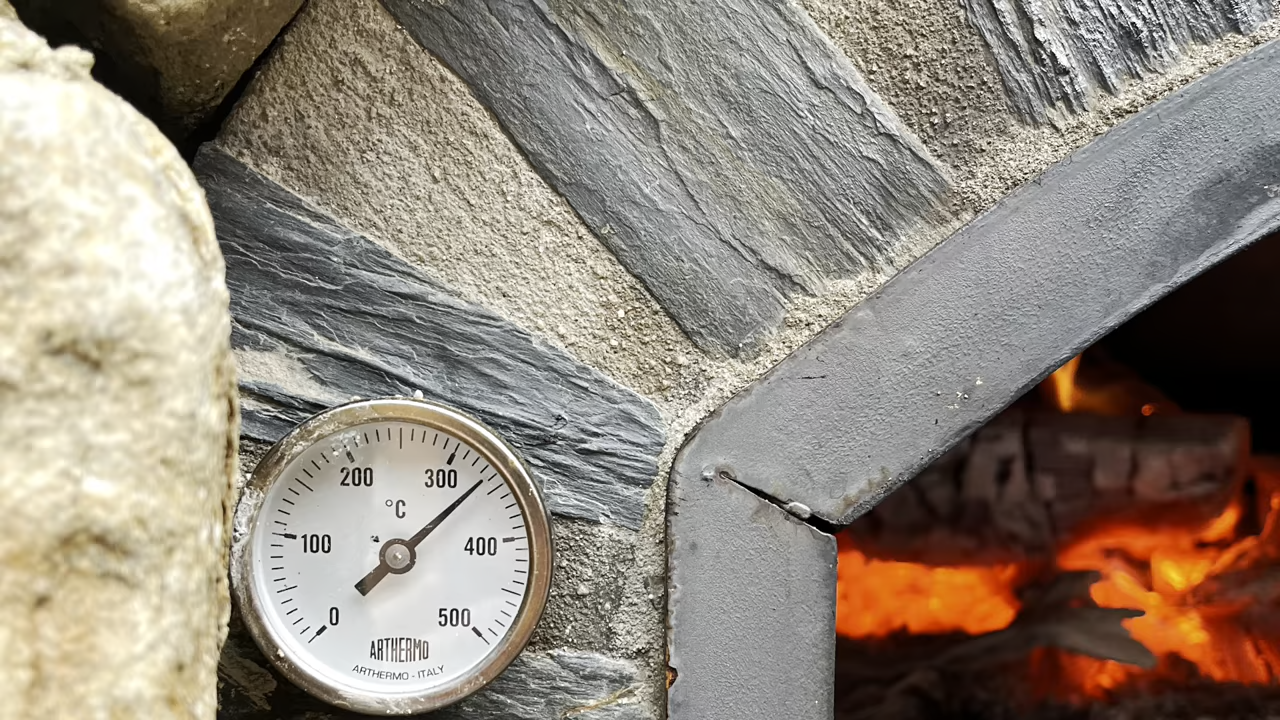 200 300
°C
100 400
0 500
ARTHERMO
ARTHERMO - ITALY